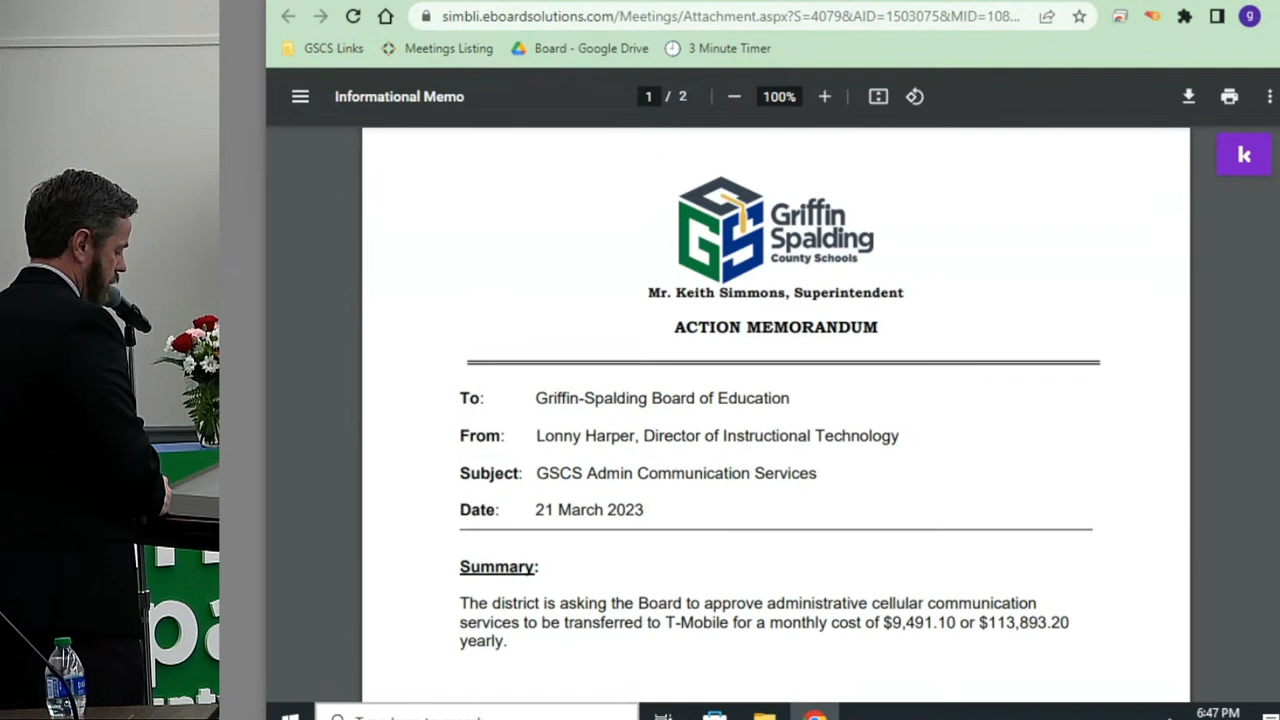 simbli.eboardsolutions.com/Meetings/Attachment.aspx?S=4079&AID=1503075&MID=108...
g
GSCS Links
Meetings Listing
Board - Google Drive
3 Minute Timer
Informational Memo
1 / 2
100%
k
GS
Griffin
Spalding
County Schools
Mr. Keith Simmons, Superintendent
ACTION MEMORANDUM
To: Griffin-Spalding Board of Education
From: Lonny Harper, Director of Instructional Technology
Subject: GSCS Admin Communication Services
Date: 21 March 2023
Summary:
The district is asking the Board to approve administrative cellular communication
services to be transferred to T-Mobile for a monthly cost of $9,491.10 or $113,893.20
yearly.
6:47 PM